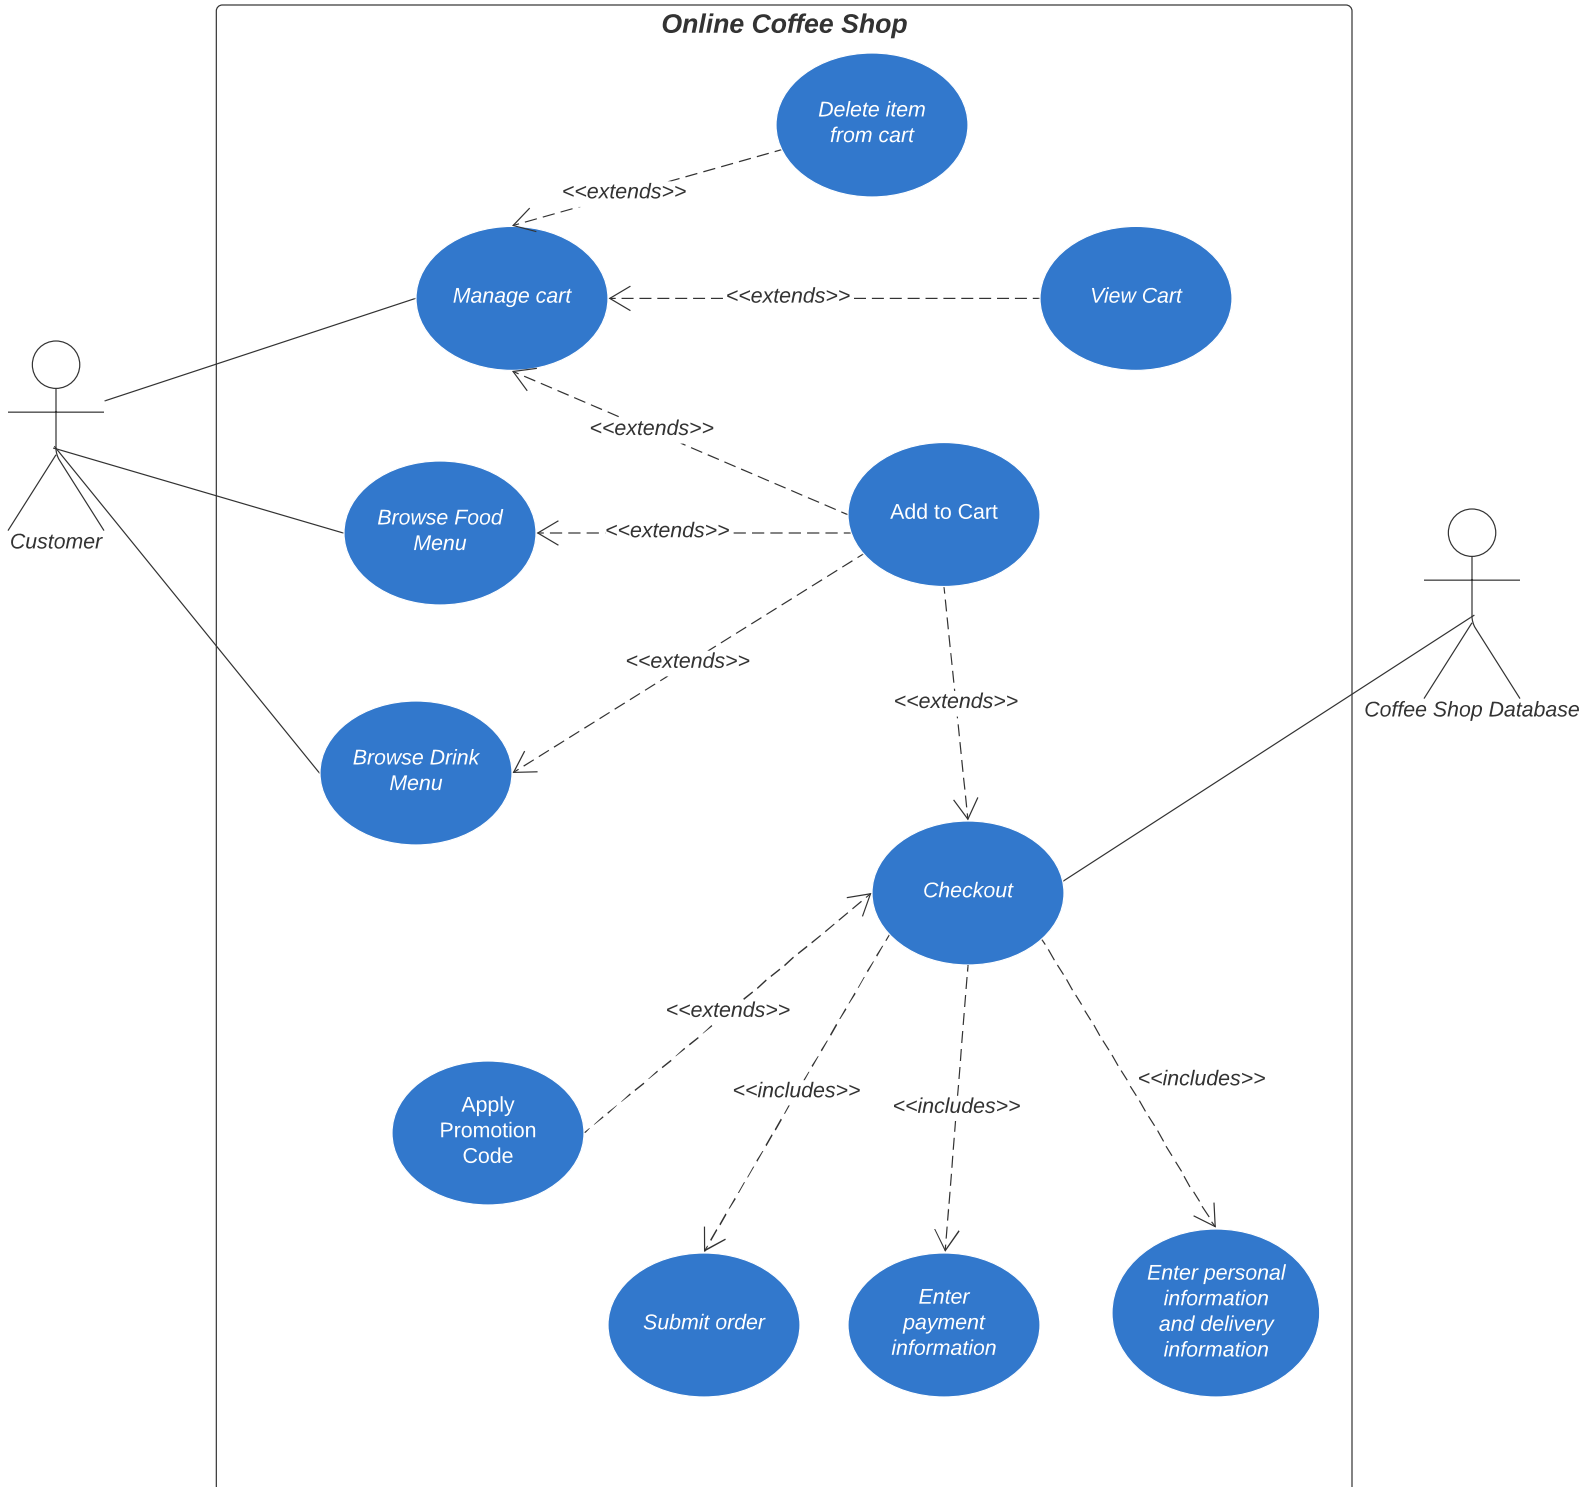 Online Coffee Shop
Delete item
from cart
<<extends>>
Manage cart
<<extends>>
View Cart
<<extends>>
Add to Cart
Browse Food
Menu
<<extends>>
Customer
<<extends>>
<<extends>>
Coffee Shop Database
Browse Drink
Menu
Checkout
<<extends>>
<<includes>>
<<includes>>
<<includes>>
Apply
Promotion
Code
Submit order
Enter
payment
information
Enter personal
information
and delivery
information